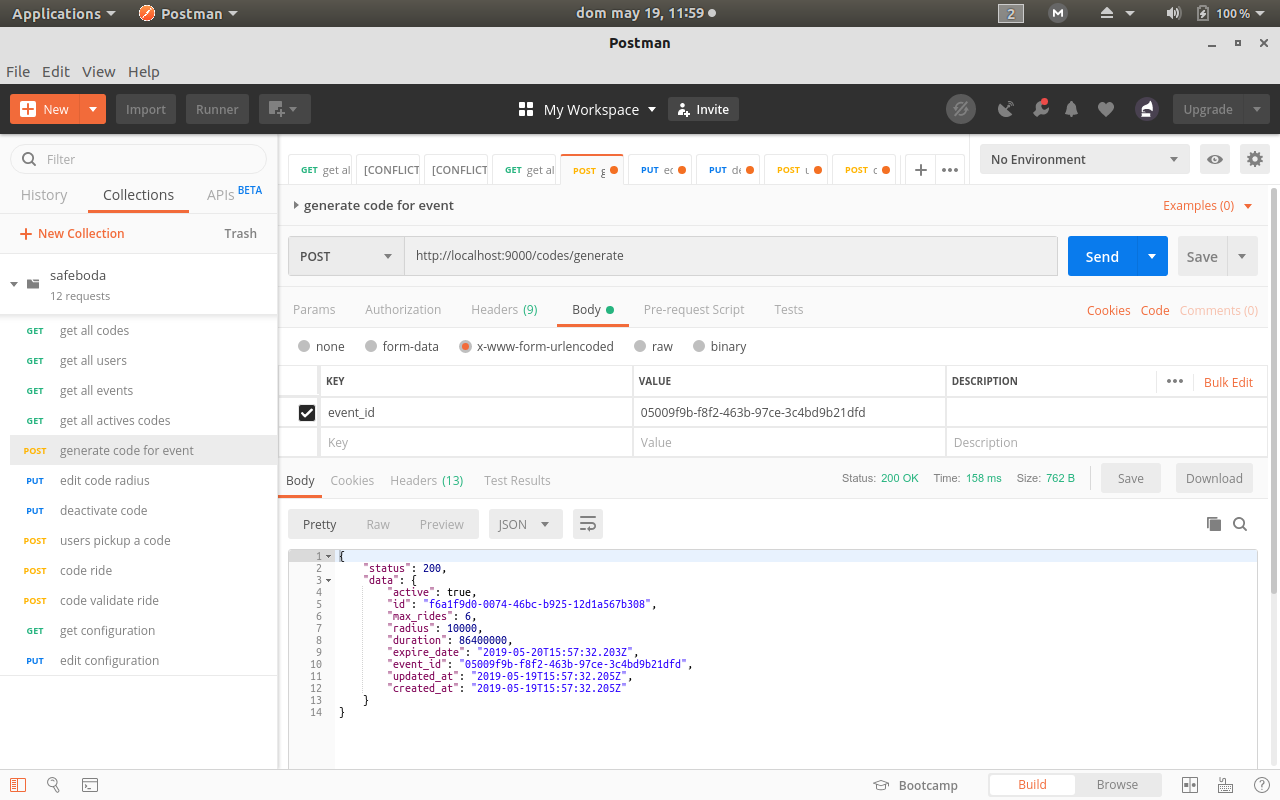 Applications Postman dom may 19, 11:59 2 M 100 %
Postman
File Edit View Help
New Import Runner My Workspace Invite Upgrade
Filter
History Collections APIs BETA
New Collection Trash
safeboda
12 requests
GET get all codes
GET get all users
GET get all events
GET get all actives codes
POST generate code for event
PUT edit code radius
PUT deactivate code
POST users pickup a code
POST code ride
POST code validate ride
GET get configuration
PUT edit configuration
GET get al [CONFLICT [CONFLICT GET get al POST g PUT ec PUT de POST u POST c No Environment
generate code for event Examples (0)
POST http://localhost:9000/codes/generate Send Save
Params Authorization Headers (9) Body Pre-request Script Tests Cookies Code Comments (0)
none form-data x-www-form-urlencoded raw binary
KEY VALUE DESCRIPTION Bulk Edit
event_id 05009f9b-f8f2-463b-97ce-3c4bd9b21dfd
Key Value Description
Body Cookies Headers (13) Test Results Status: 200 OK Time: 158 ms Size: 762 B Save Download
Pretty Raw Preview JSON
1 {
2 "status": 200,
3 "data": {
4 "active": true,
5 "id": "f6a1f9d0-0074-46bc-b925-12d1a567b308",
6 "max_rides": 6,
7 "radius": 10000,
8 "duration": 86400000,
9 "expire_date": "2019-05-20T15:57:32.203Z",
10 "event_id": "05009f9b-f8f2-463b-97ce-3c4bd9b21dfd",
11 "updated_at": "2019-05-19T15:57:32.205Z",
12 "created_at": "2019-05-19T15:57:32.205Z"
13 }
14 }
Bootcamp Build Browse